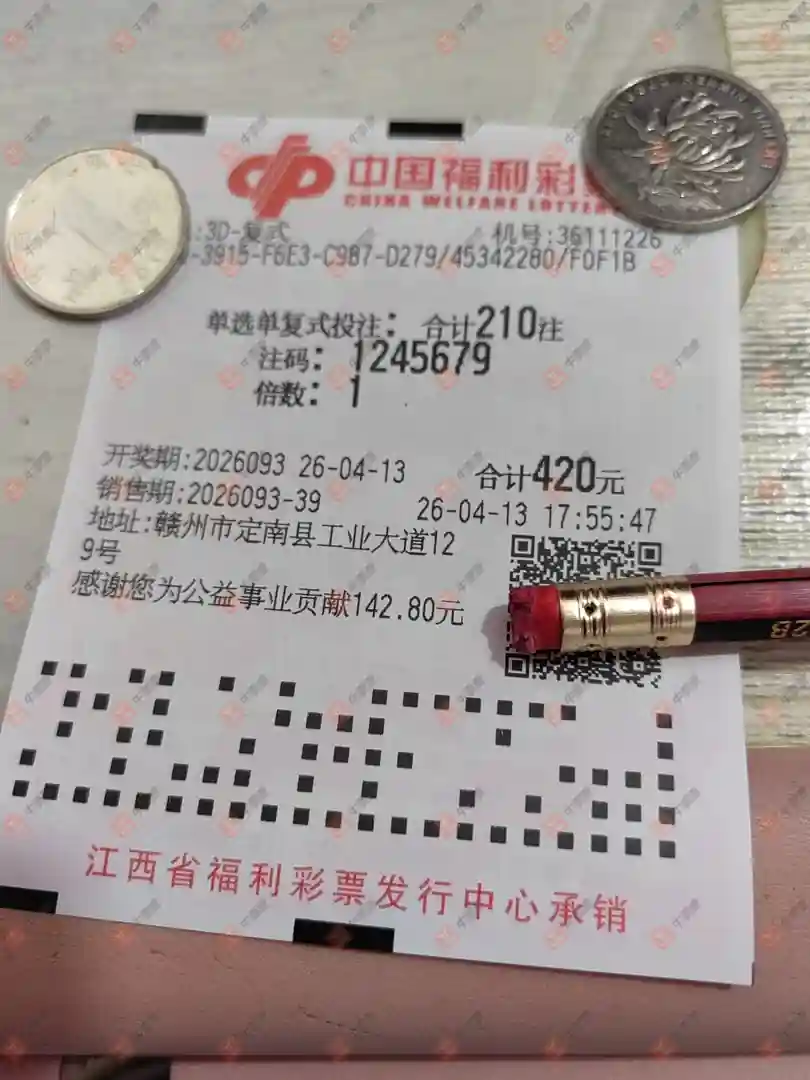 中国福利彩
CHINA WELFARE LOTTER
:3D-复式 机号:36111226
-3915-F6E3-C987-D279/45342280/F0F1B
单选单复式投注: 合计210注
注码: 1245679
倍数: 1
开奖期:2026093 26-04-13 合计420元
销售期:2026093-39 26-04-13 17:55:47
地址:赣州市定南县工业大道12
9号
感谢您为公益事业贡献142.80元
2B
江西省福利彩票发行中心承销